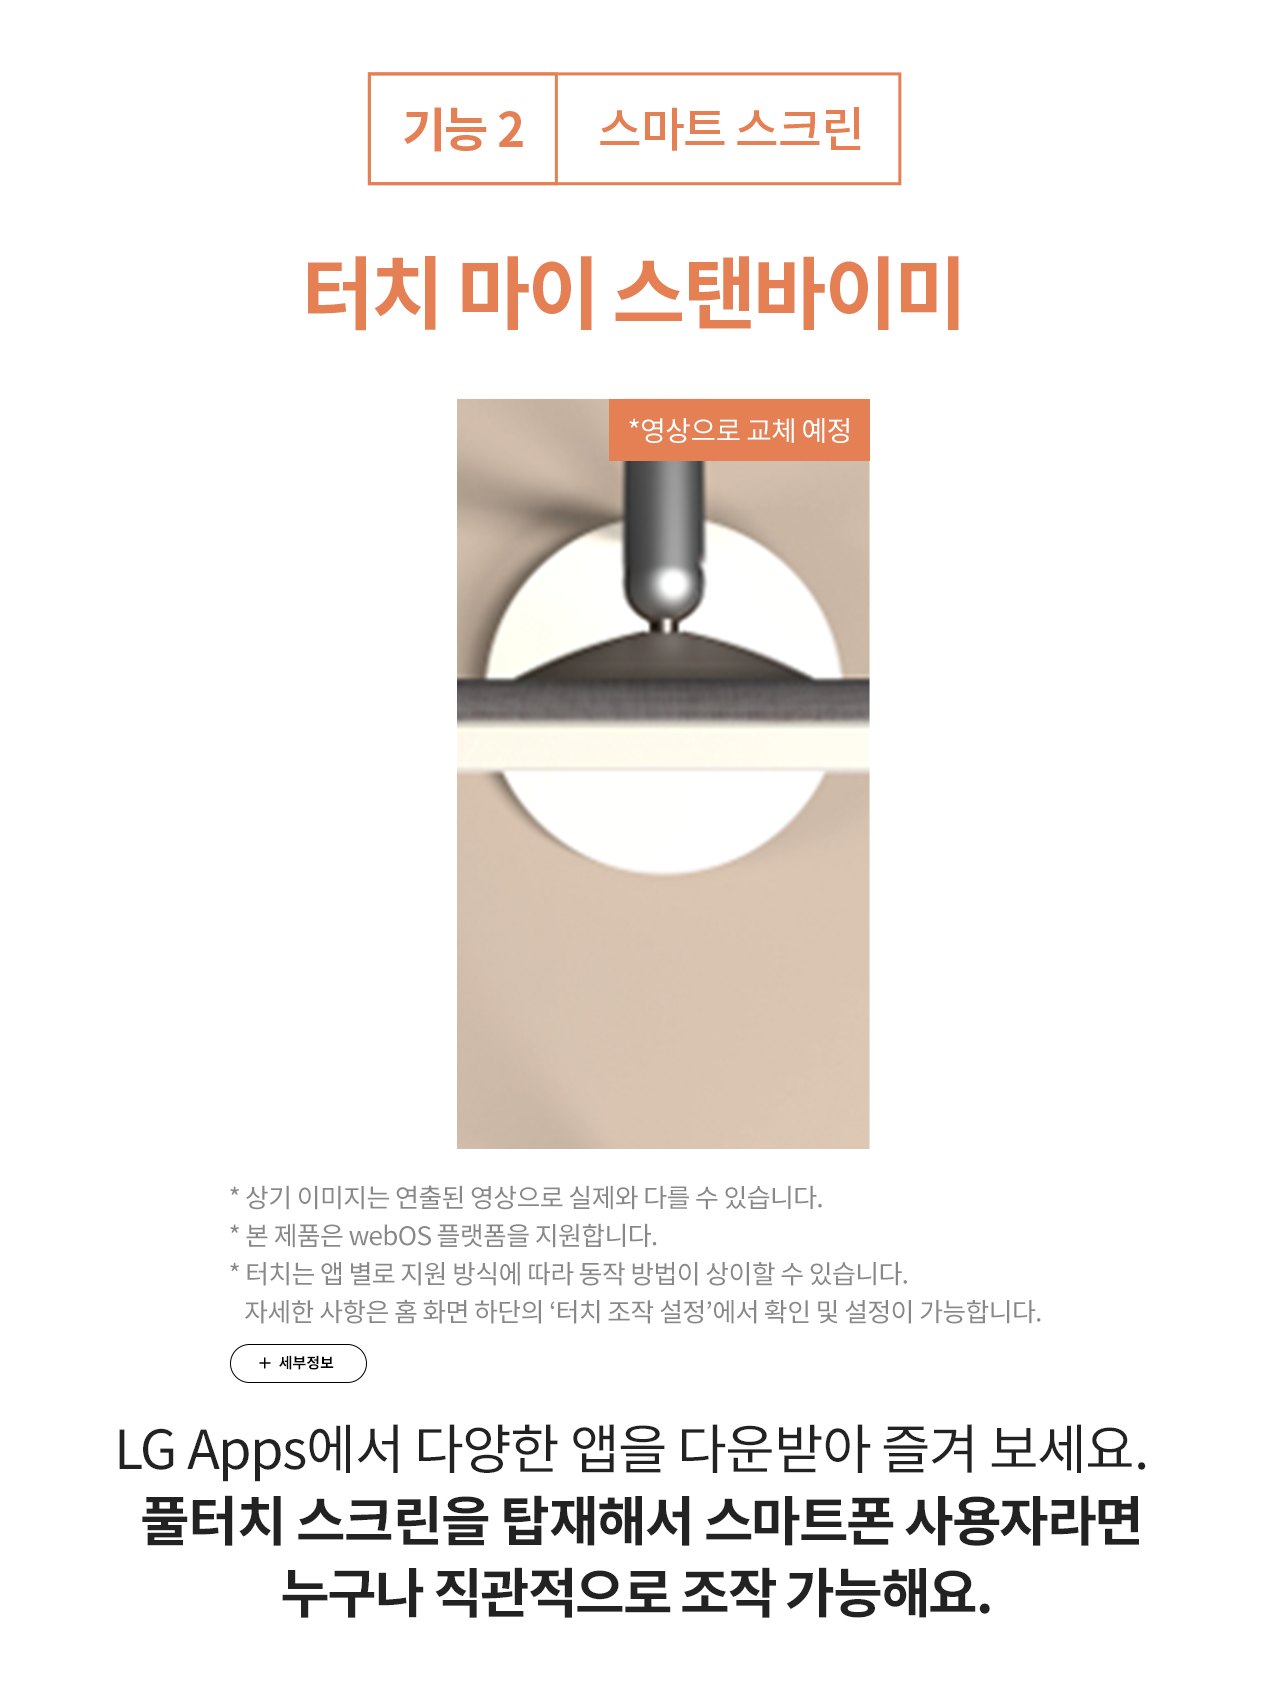 기능 2
스마트 스크린
터치 마이 스탠바이미
*영상으로 교체 예정
* 상기 이미지는 연출된 영상으로 실제와 다를 수 있습니다.
* 본 제품은 webOS 플랫폼을 지원합니다.
* 터치는 앱 별로 지원 방식에 따라 동작 방법이 상이할 수 있습니다.
자세한 사항은 홈 화면 하단의 ‘터치 조작 설정’에서 확인 및 설정이 가능합니다.
+ 세부정보
LG Apps에서 다양한 앱을 다운받아 즐겨 보세요.
풀터치 스크린을 탑재해서 스마트폰 사용자라면
누구나 직관적으로 조작 가능해요.